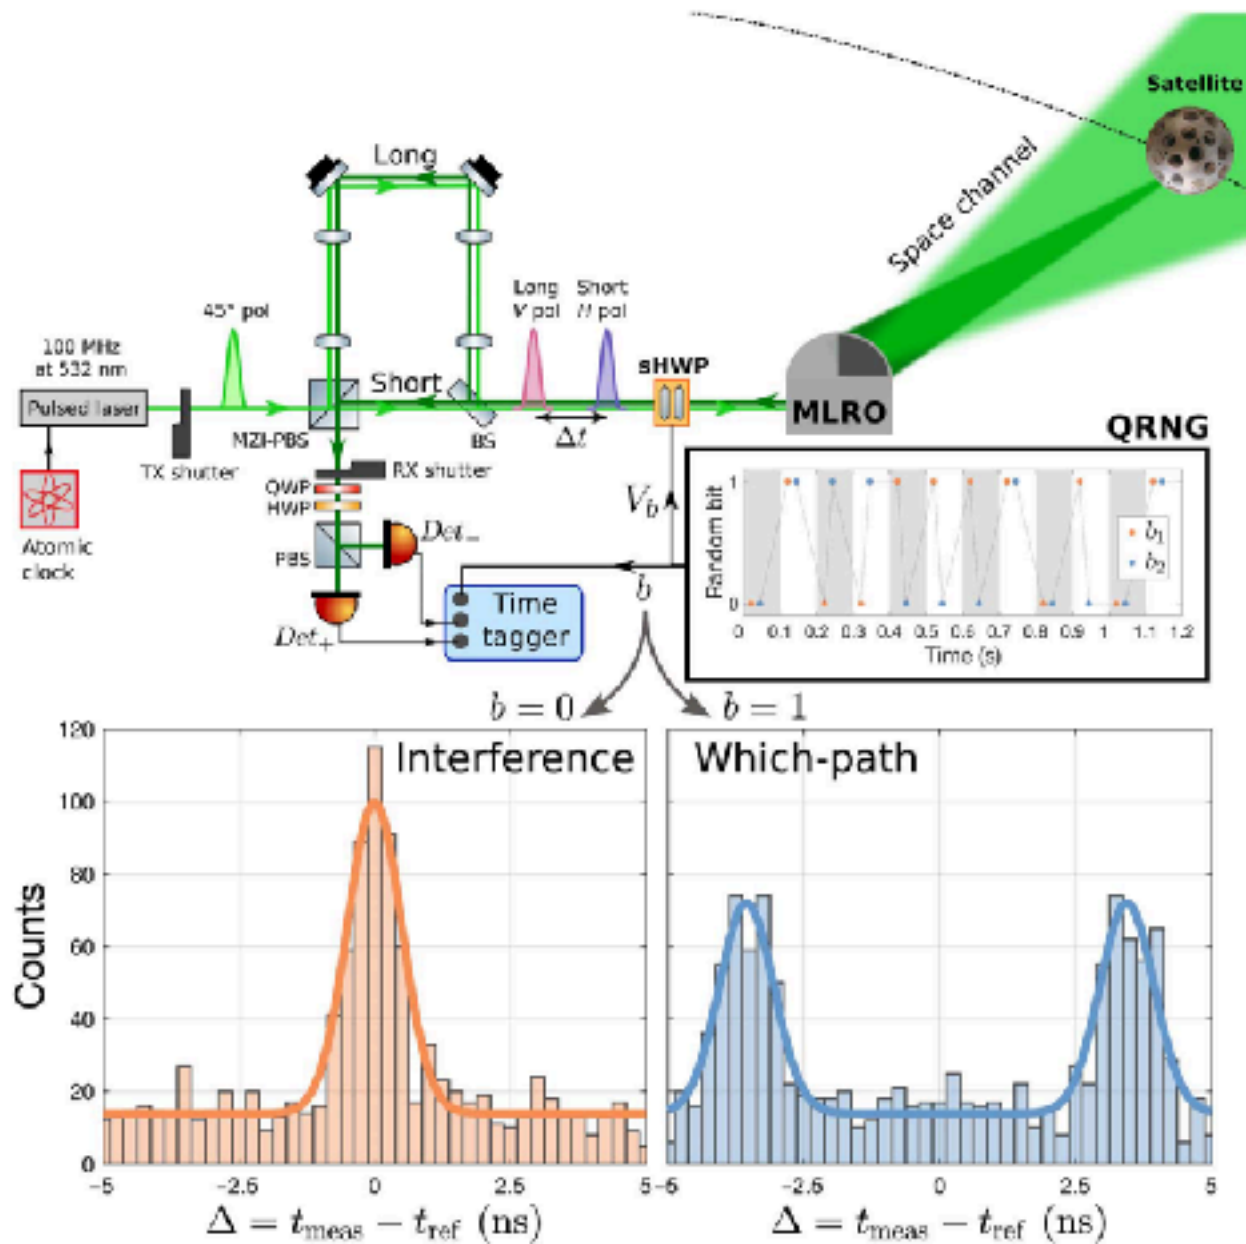 Satellite
Space channel
Long
45° pol
Long
V pol
Short
H pol
100 MHz
at 532 nm
Pulsed laser
Short
sHWP
MZI-PBS
BS
Δt
MLRO
TX shutter
RX shutter
QWP
HWP
PBS
Atomic
clock
Det₋
Det₊
Time
tagger
V_b
b
QRNG
Random bit
1
0
b₁
b₂
0 0.1 0.2 0.3 0.4 0.5 0.6 0.7 0.8 0.9 1 1.1 1.2
Time (s)
b = 0
b = 1
Interference
Which-path
Counts
120
100
80
60
40
20
0
-5 -2.5 0 2.5 5
-5 -2.5 0 2.5 5
Δ = t_meas − t_ref (ns)
Δ = t_meas − t_ref (ns)